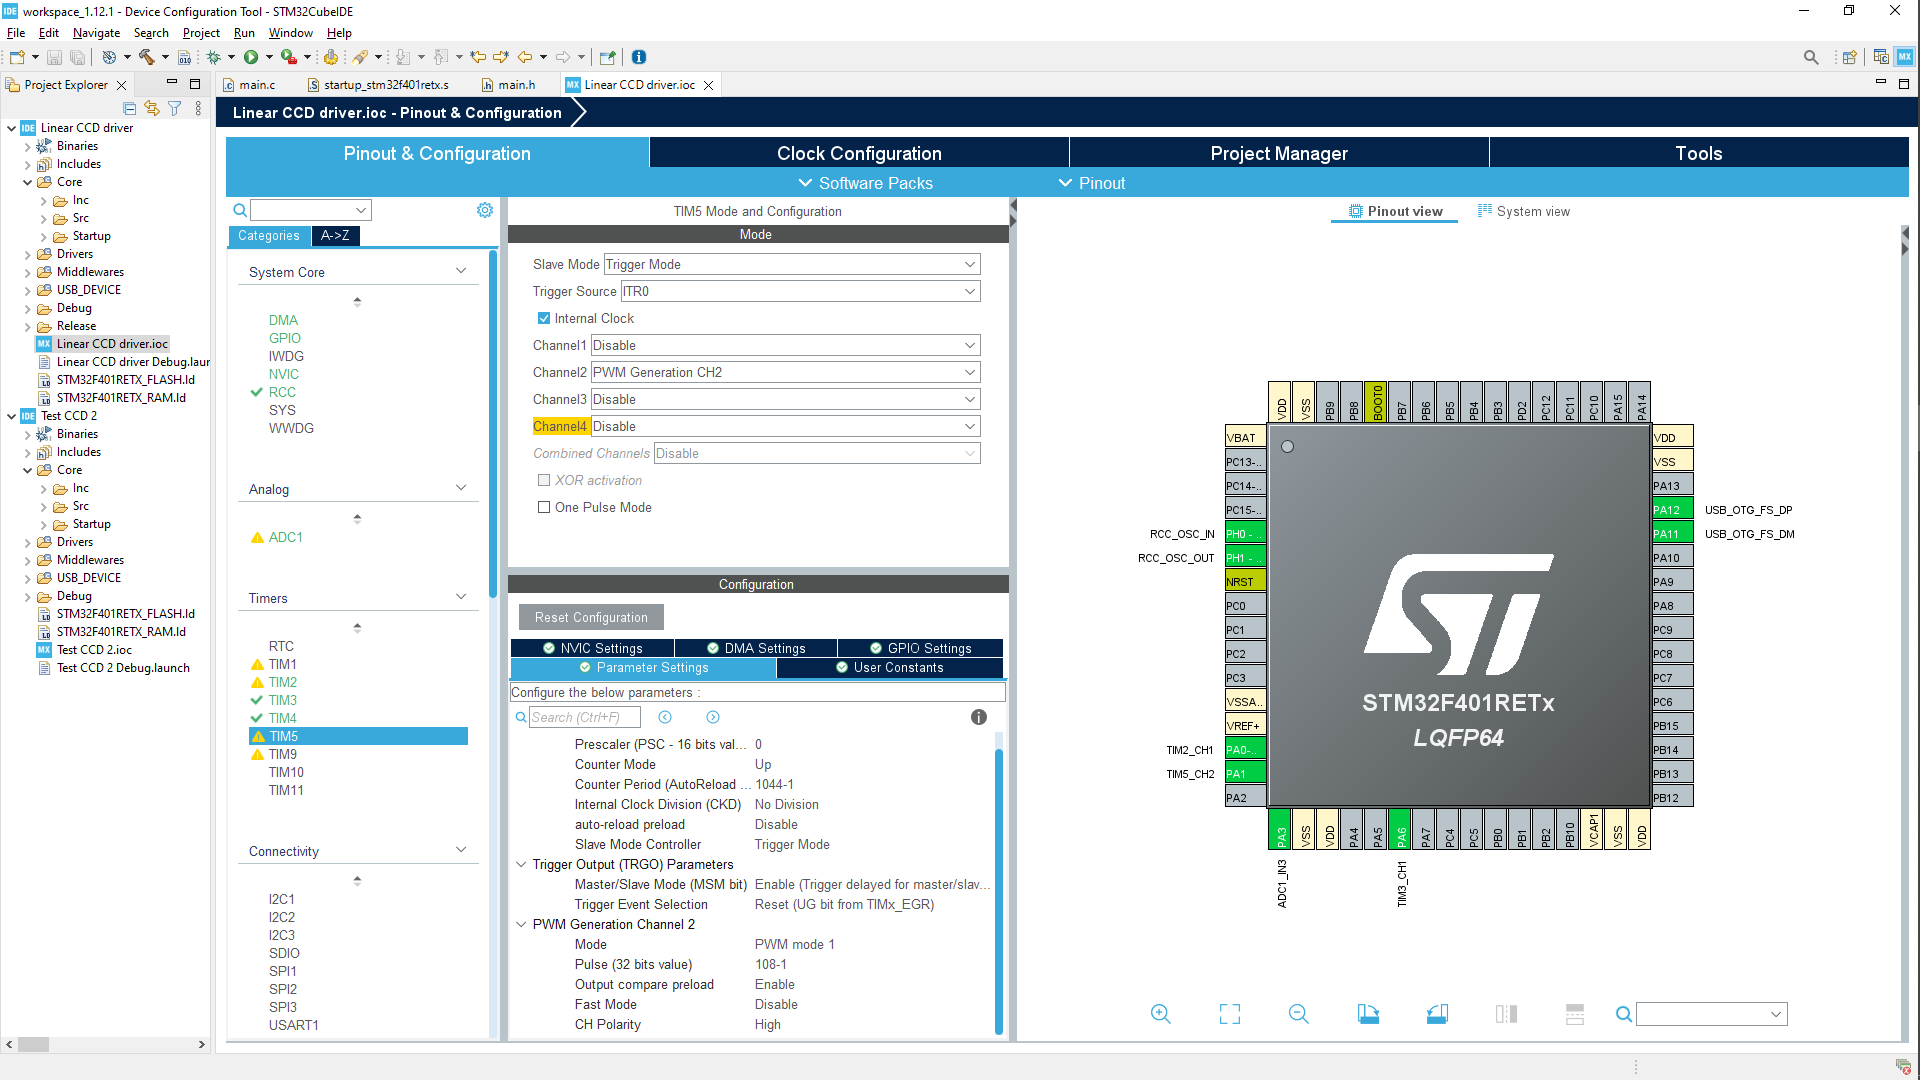 workspace_1.12.1 - Device Configuration Tool - STM32CubeIDE
File Edit Navigate Search Project Run Window Help
Project Explorer
main.c
startup_stm32f401retx.s
main.h
Linear CCD driver.ioc
Linear CCD driver
Binaries
Includes
Core
Inc
Src
Startup
Drivers
Middlewares
USB_DEVICE
Debug
Release
Linear CCD driver.ioc
Linear CCD driver Debug.laur
STM32F401RETX_FLASH.ld
STM32F401RETX_RAM.ld
Test CCD 2
Binaries
Includes
Core
Inc
Src
Startup
Drivers
Middlewares
USB_DEVICE
Debug
STM32F401RETX_FLASH.ld
STM32F401RETX_RAM.ld
Test CCD 2.ioc
Test CCD 2 Debug.launch
Linear CCD driver.ioc - Pinout & Configuration
Pinout & Configuration
Clock Configuration
Project Manager
Tools
Software Packs
Pinout
Categories
A->Z
System Core
DMA
GPIO
IWDG
NVIC
RCC
SYS
WWDG
Analog
ADC1
Timers
RTC
TIM1
TIM2
TIM3
TIM4
TIM5
TIM9
TIM10
TIM11
Connectivity
I2C1
I2C2
I2C3
SDIO
SPI1
SPI2
SPI3
USART1
TIM5 Mode and Configuration
Mode
Slave Mode Trigger Mode
Trigger Source ITR0
Internal Clock
Channel1 Disable
Channel2 PWM Generation CH2
Channel3 Disable
Channel4 Disable
Combined Channels Disable
XOR activation
One Pulse Mode
Configuration
Reset Configuration
NVIC Settings
DMA Settings
GPIO Settings
Parameter Settings
User Constants
Configure the below parameters :
Search (Ctrl+F)
Prescaler (PSC - 16 bits val... 0
Counter Mode Up
Counter Period (AutoReload ... 1044-1
Internal Clock Division (CKD) No Division
auto-reload preload Disable
Slave Mode Controller Trigger Mode
Trigger Output (TRGO) Parameters
Master/Slave Mode (MSM bit) Enable (Trigger delayed for master/slav...
Trigger Event Selection Reset (UG bit from TIMx_EGR)
PWM Generation Channel 2
Mode PWM mode 1
Pulse (32 bits value) 108-1
Output compare preload Enable
Fast Mode Disable
CH Polarity High
Pinout view
System view
VDD VSS PB9 PB8 BOOT0 PB7 PB6 PB5 PB4 PB3 PD2 PC12 PC11 PC10 PA15 PA14
VBAT
PC13-..
PC14-..
PC15-..
RCC_OSC_IN PH0 - ..
RCC_OSC_OUT PH1 - ..
NRST
PC0
PC1
PC2
PC3
VSSA..
VREF+
TIM2_CH1 PA0-..
TIM5_CH2 PA1
PA2
VDD
VSS
PA13
PA12 USB_OTG_FS_DP
PA11 USB_OTG_FS_DM
PA10
PA9
PA8
PC9
PC8
PC7
PC6
PB15
PB14
PB13
PB12
ST
STM32F401RETx
LQFP64
PA3 VSS VDD PA4 PA5 PA6 PA7 PC4 PC5 PB0 PB1 PB2 PB10 VCAP1 VSS VDD
ADC1_IN3
TIM3_CH1